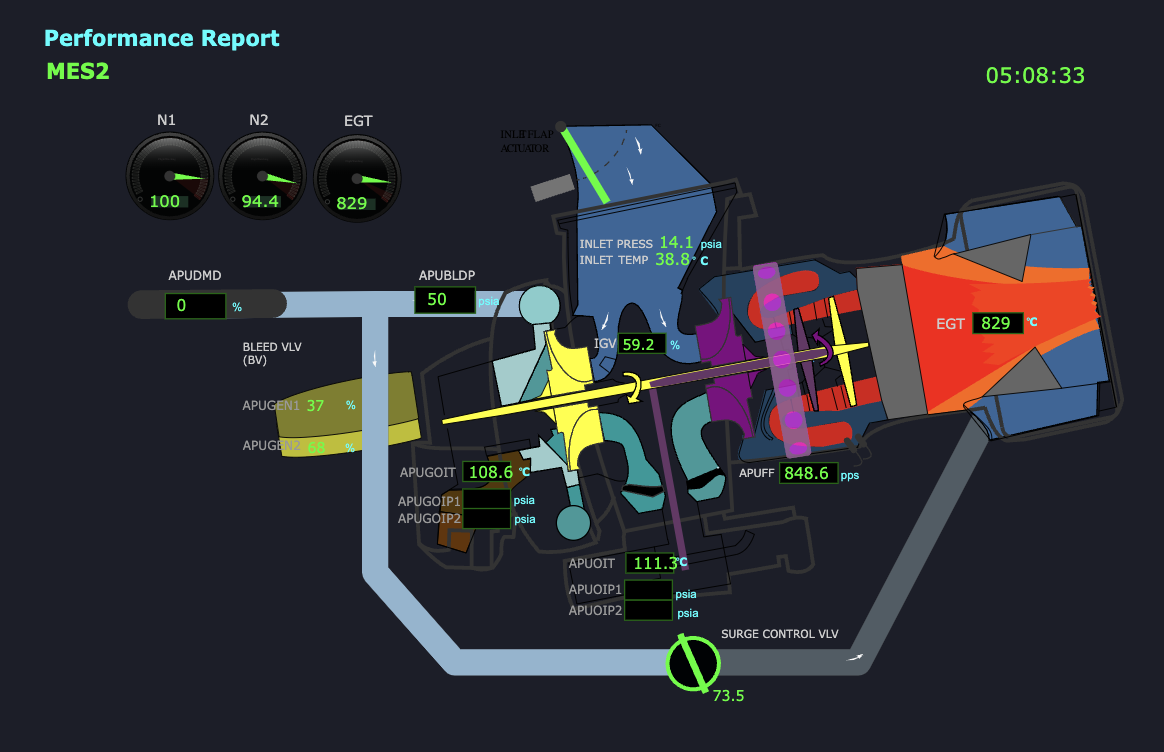 Performance Report
MES2
05:08:33
N1
N2
EGT
100
94.4
829
INLET FLAP
ACTUATOR
INLET PRESS 14.1 psia
INLET TEMP 38.8 °C
APUDMD
0 %
APUBLDP
50 psia
IGV 59.2 %
EGT 829 °C
BLEED VLV
(BV)
APUGEN1 37 %
APUGEN2 68 %
APUGOIT 108.6 °C
APUGOIP1 psia
APUGOIP2 psia
APUFF 848.6 pps
APUOIT 111.3 °C
APUOIP1 psia
APUOIP2 psia
SURGE CONTROL VLV
73.5